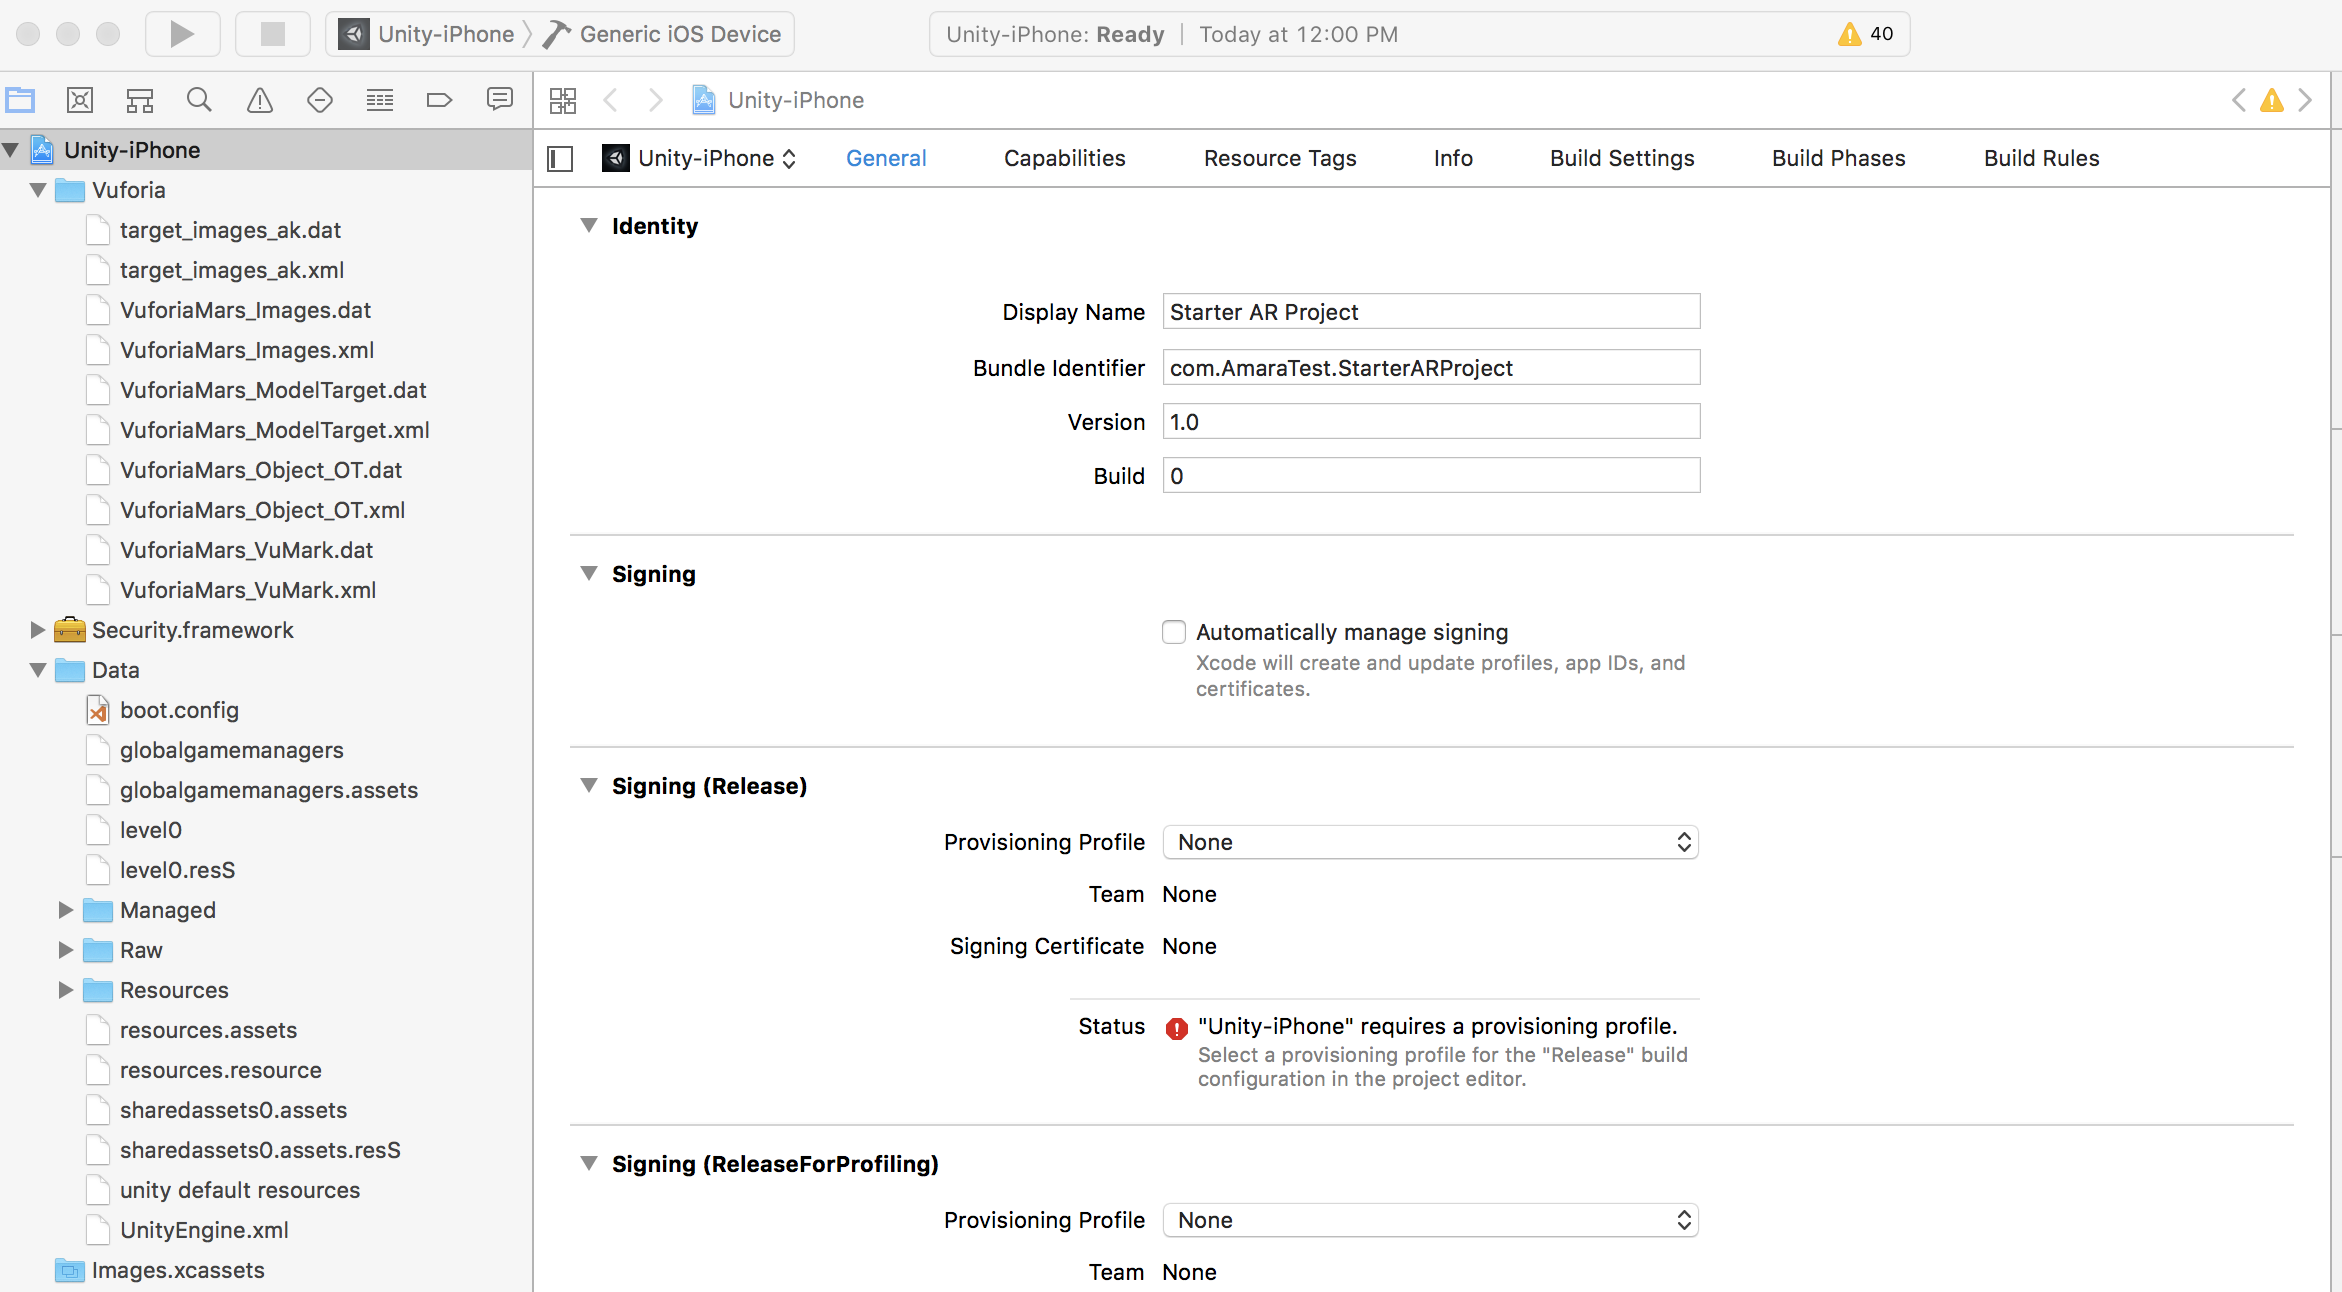 Unity-iPhone Generic iOS Device
Unity-iPhone: Ready Today at 12:00 PM 40
Unity-iPhone
Unity-iPhone
Vuforia
target_images_ak.dat
target_images_ak.xml
VuforiaMars_Images.dat
VuforiaMars_Images.xml
VuforiaMars_ModelTarget.dat
VuforiaMars_ModelTarget.xml
VuforiaMars_Object_OT.dat
VuforiaMars_Object_OT.xml
VuforiaMars_VuMark.dat
VuforiaMars_VuMark.xml
Security.framework
Data
boot.config
globalgamemanagers
globalgamemanagers.assets
level0
level0.resS
Managed
Raw
Resources
resources.assets
resources.resource
sharedassets0.assets
sharedassets0.assets.resS
unity default resources
UnityEngine.xml
Images.xcassets
Unity-iPhone General Capabilities Resource Tags Info Build Settings Build Phases Build Rules
Identity
Display Name Starter AR Project
Bundle Identifier com.AmaraTest.StarterARProject
Version 1.0
Build 0
Signing
Automatically manage signing
Xcode will create and update profiles, app IDs, and
certificates.
Signing (Release)
Provisioning Profile None
Team None
Signing Certificate None
Status "Unity-iPhone" requires a provisioning profile.
Select a provisioning profile for the "Release" build
configuration in the project editor.
Signing (ReleaseForProfiling)
Provisioning Profile None
Team None